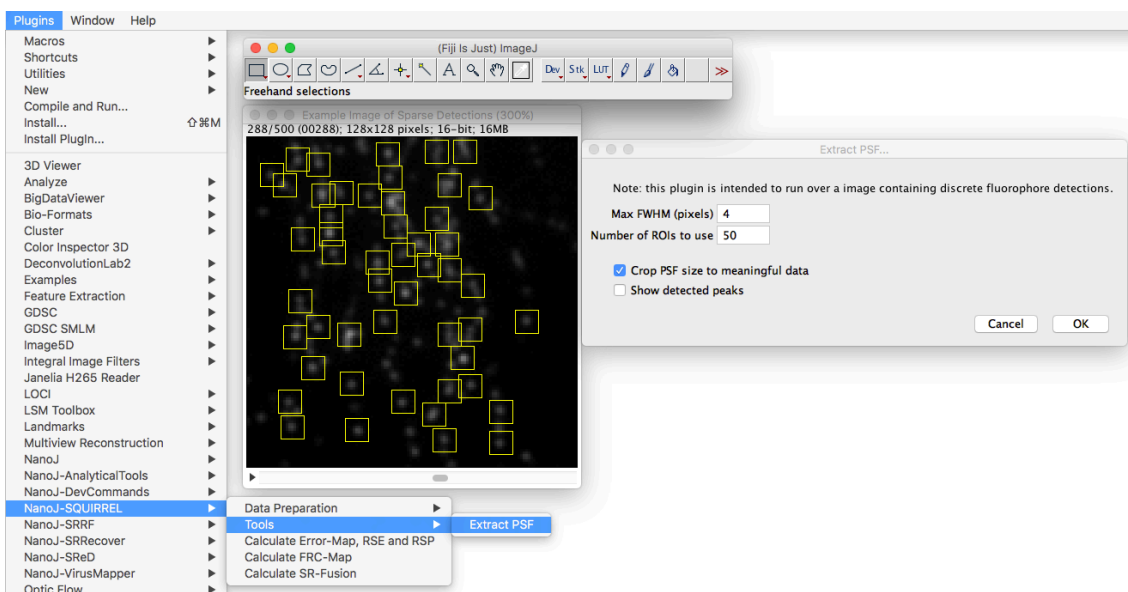 Plugins Window Help
Macros
Shortcuts
Utilities
New
Compile and Run...
Install... ⇧⌘M
Install PlugIn...
3D Viewer
Analyze
BigDataViewer
Bio-Formats
Cluster
Color Inspector 3D
DeconvolutionLab2
Examples
Feature Extraction
GDSC
GDSC SMLM
Image5D
Integral Image Filters
Janelia H265 Reader
LOCI
LSM Toolbox
Landmarks
Multiview Reconstruction
NanoJ
NanoJ-AnalyticalTools
NanoJ-DevCommands
NanoJ-SQUIRREL
NanoJ-SRRF
NanoJ-SRRecover
NanoJ-SReD
NanoJ-VirusMapper
Optic Flow
(Fiji Is Just) ImageJ
A Dev Stk LUT
Freehand selections
Example Image of Sparse Detections (300%)
288/500 (00288); 128x128 pixels; 16-bit; 16MB
Data Preparation
Tools
Calculate Error-Map, RSE and RSP
Calculate FRC-Map
Calculate SR-Fusion
Extract PSF
Extract PSF...
Note: this plugin is intended to run over a image containing discrete fluorophore detections.
Max FWHM (pixels) 4
Number of ROIs to use 50
Crop PSF size to meaningful data
Show detected peaks
Cancel OK